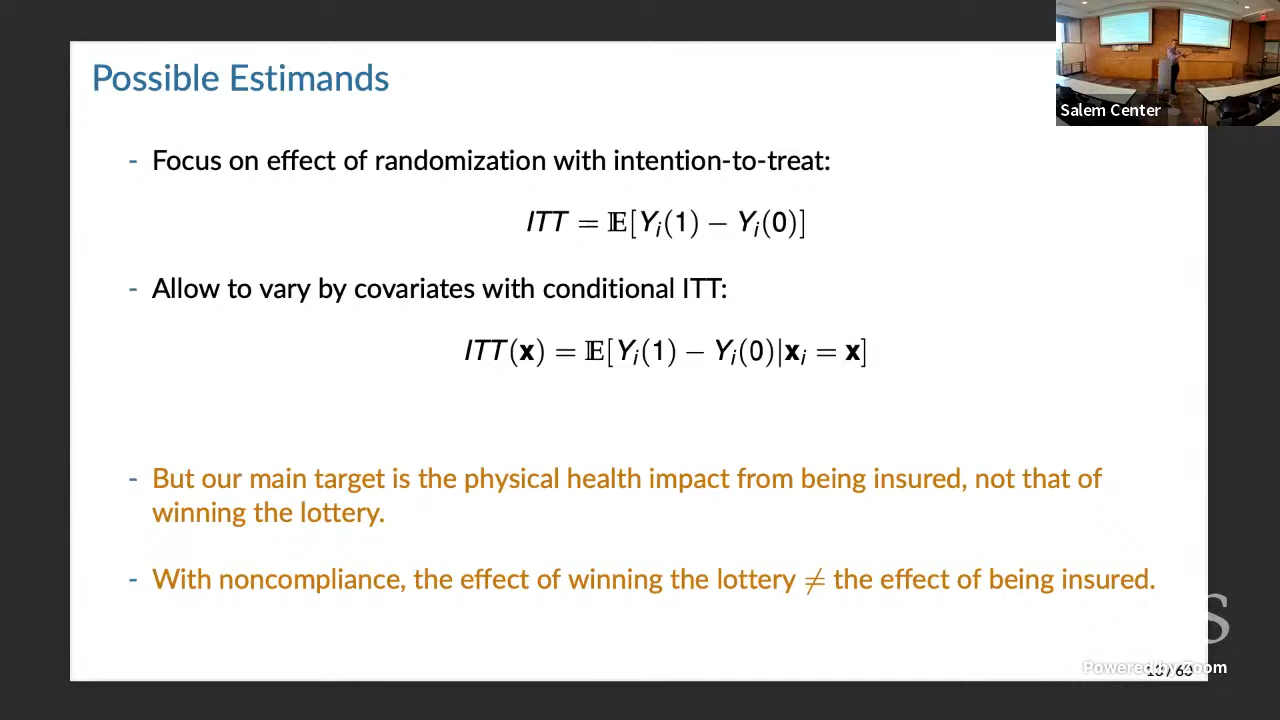 Possible Estimands
Salem Center
- Focus on effect of randomization with intention-to-treat:
ITT = 𝔼[Yᵢ(1) − Yᵢ(0)]
- Allow to vary by covariates with conditional ITT:
ITT(𝐱) = 𝔼[Yᵢ(1) − Yᵢ(0)|𝐱ᵢ = 𝐱]
- But our main target is the physical health impact from being insured, not that of
winning the lottery.
- With noncompliance, the effect of winning the lottery ≠ the effect of being insured.
S
Powered by Zoom